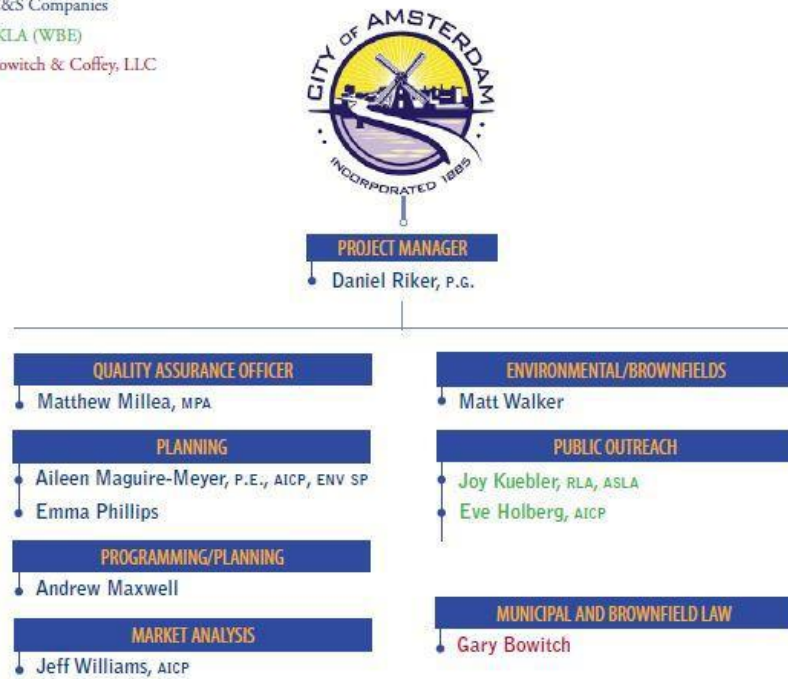 &S Companies
KLA (WBE)
owitch & Coffey, LLC
CITY OF AMSTERDAM
INCORPORATED 1885
PROJECT MANAGER
Daniel Riker, P.G.
QUALITY ASSURANCE OFFICER
Matthew Millea, MPA
PLANNING
Aileen Maguire-Meyer, P.E., AICP, ENV SP
Emma Phillips
PROGRAMMING/PLANNING
Andrew Maxwell
MARKET ANALYSIS
Jeff Williams, AICP
ENVIRONMENTAL/BROWNFIELDS
Matt Walker
PUBLIC OUTREACH
Joy Kuebler, RLA, ASLA
Eve Holberg, AICP
MUNICIPAL AND BROWNFIELD LAW
Gary Bowitch